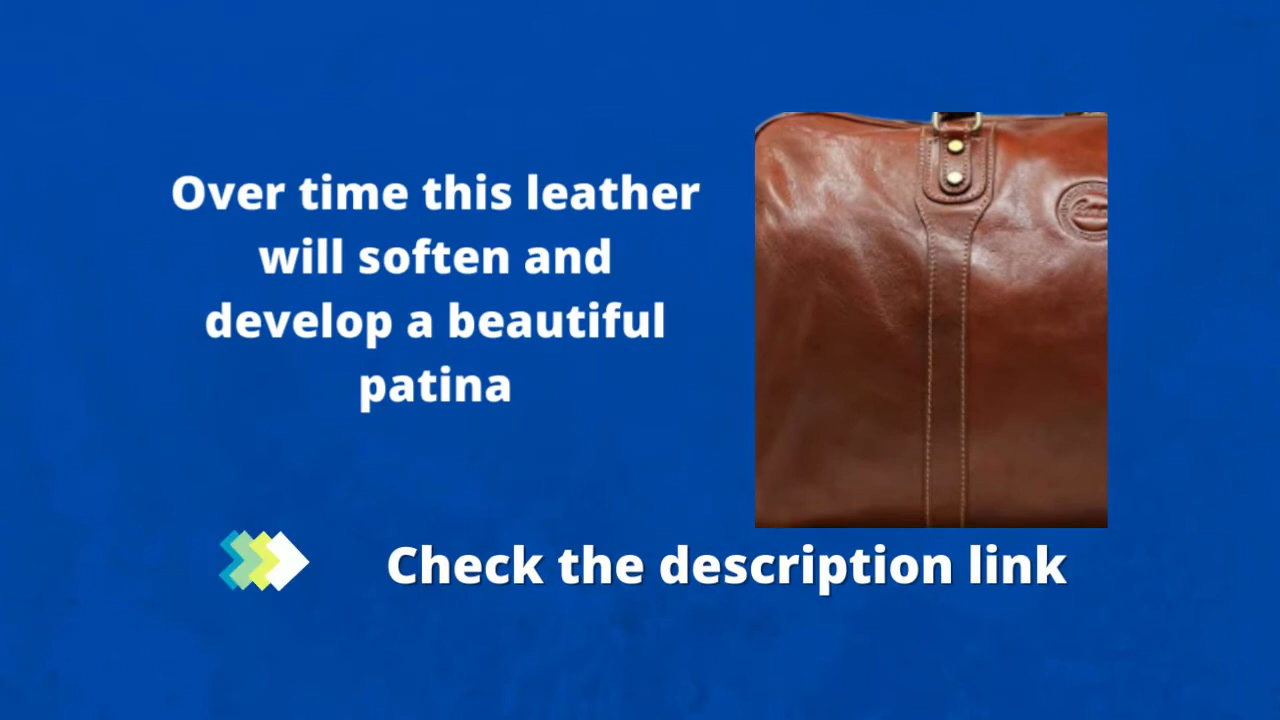 Over time this leather
will soften and
develop a beautiful
patina
Check the description link